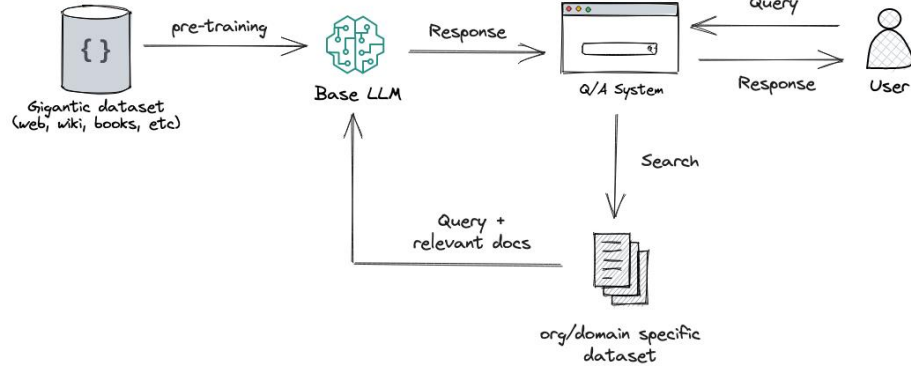 Query
pre-training
Response
{ }
Base LLM
Q/A System
Response
User
Gigantic dataset
(web, wiki, books, etc)
Search
Query +
relevant docs
org/domain specific
dataset